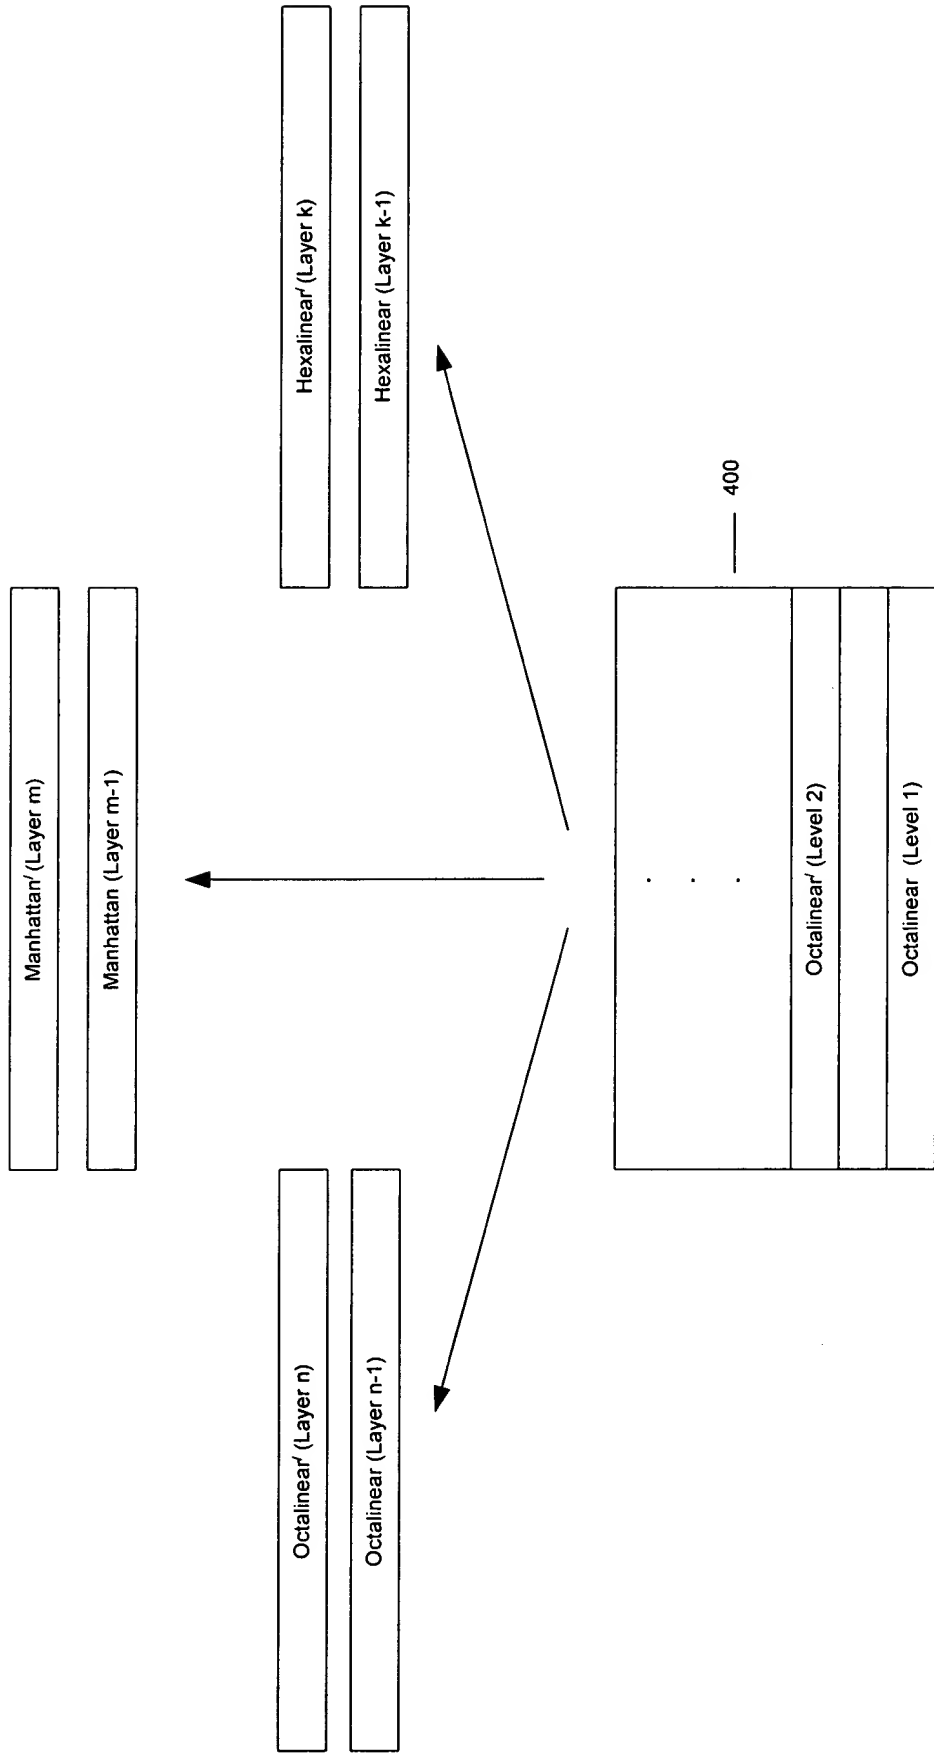 Manhattan′ (Layer m)
Manhattan (Layer m-1)
Octalinear′ (Layer n)
Octalinear (Layer n-1)
Hexalinear′ (Layer k)
Hexalinear (Layer k-1)
400
Octalinear′ (Level 2)
Octalinear (Level 1)